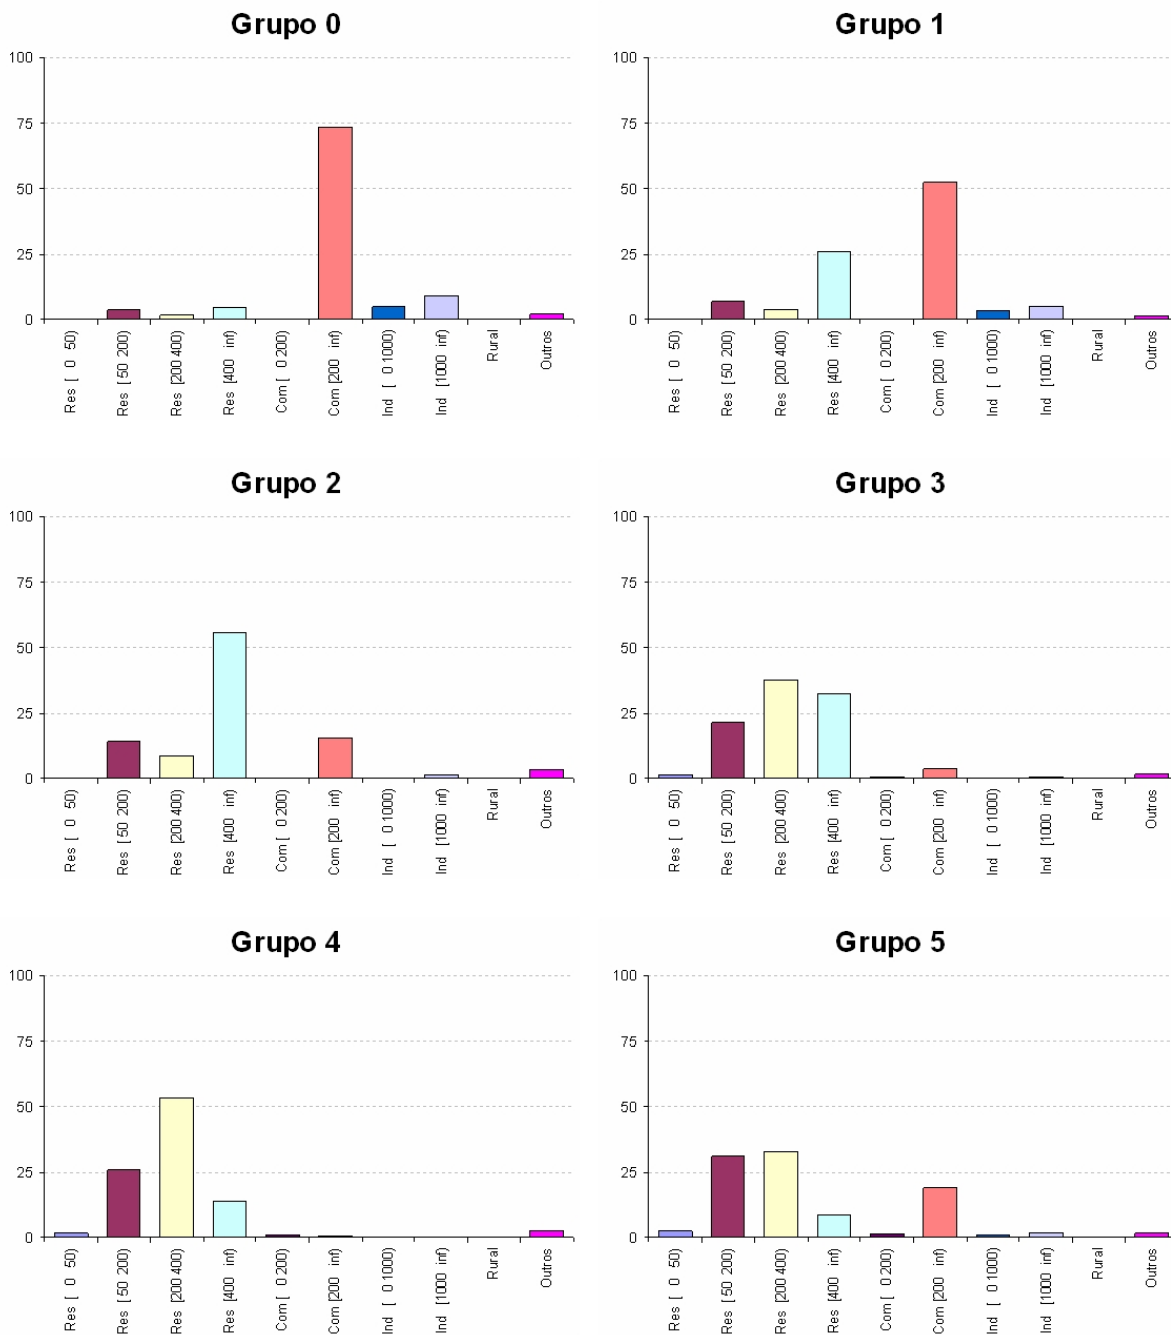 Grupo 0
100
75
50
25
0
Res [ 0 50)
Res [ 50 200)
Res [200 400)
Res [400 inf)
Com [ 0 200)
Com [200 inf)
Ind [ 0 1000)
Ind [1000 inf)
Rural
Outros
Grupo 1
100
75
50
25
0
Res [ 0 50)
Res [ 50 200)
Res [200 400)
Res [400 inf)
Com [ 0 200)
Com [200 inf)
Ind [ 0 1000)
Ind [1000 inf)
Rural
Outros
Grupo 2
100
75
50
25
0
Res [ 0 50)
Res [ 50 200)
Res [200 400)
Res [400 inf)
Com [ 0 200)
Com [200 inf)
Ind [ 0 1000)
Ind [1000 inf)
Rural
Outros
Grupo 3
100
75
50
25
0
Res [ 0 50)
Res [ 50 200)
Res [200 400)
Res [400 inf)
Com [ 0 200)
Com [200 inf)
Ind [ 0 1000)
Ind [1000 inf)
Rural
Outros
Grupo 4
100
75
50
25
0
Res [ 0 50)
Res [ 50 200)
Res [200 400)
Res [400 inf)
Com [ 0 200)
Com [200 inf)
Ind [ 0 1000)
Ind [1000 inf)
Rural
Outros
Grupo 5
100
75
50
25
0
Res [ 0 50)
Res [ 50 200)
Res [200 400)
Res [400 inf)
Com [ 0 200)
Com [200 inf)
Ind [ 0 1000)
Ind [1000 inf)
Rural
Outros